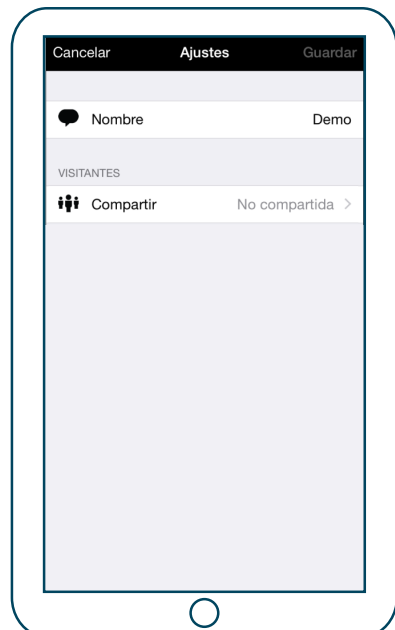 Cancelar Ajustes Guardar
Nombre Demo
VISITANTES
Compartir No compartida